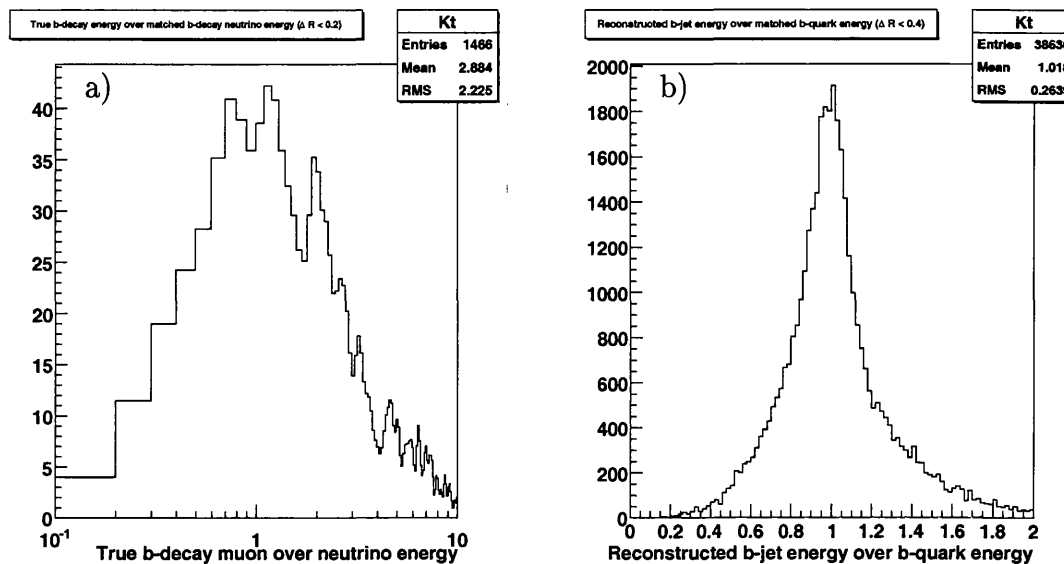 True b-decay energy over matched b-decay neutrino energy (Δ R < 0.2)
Kt
Entries 1466
Mean 2.884
RMS 2.225
a)
40
35
30
25
20
15
10
5
0
10⁻¹
1
10
True b-decay muon over neutrino energy
Reconstructed b-jet energy over matched b-quark energy (Δ R < 0.4)
Kt
Entries
Mean
RMS
b)
2000
1800
1600
1400
1200
1000
800
600
400
200
0
0 0.2 0.4 0.6 0.8 1 1.2 1.4 1.6 1.8 2
Reconstructed b-jet energy over b-quark energy